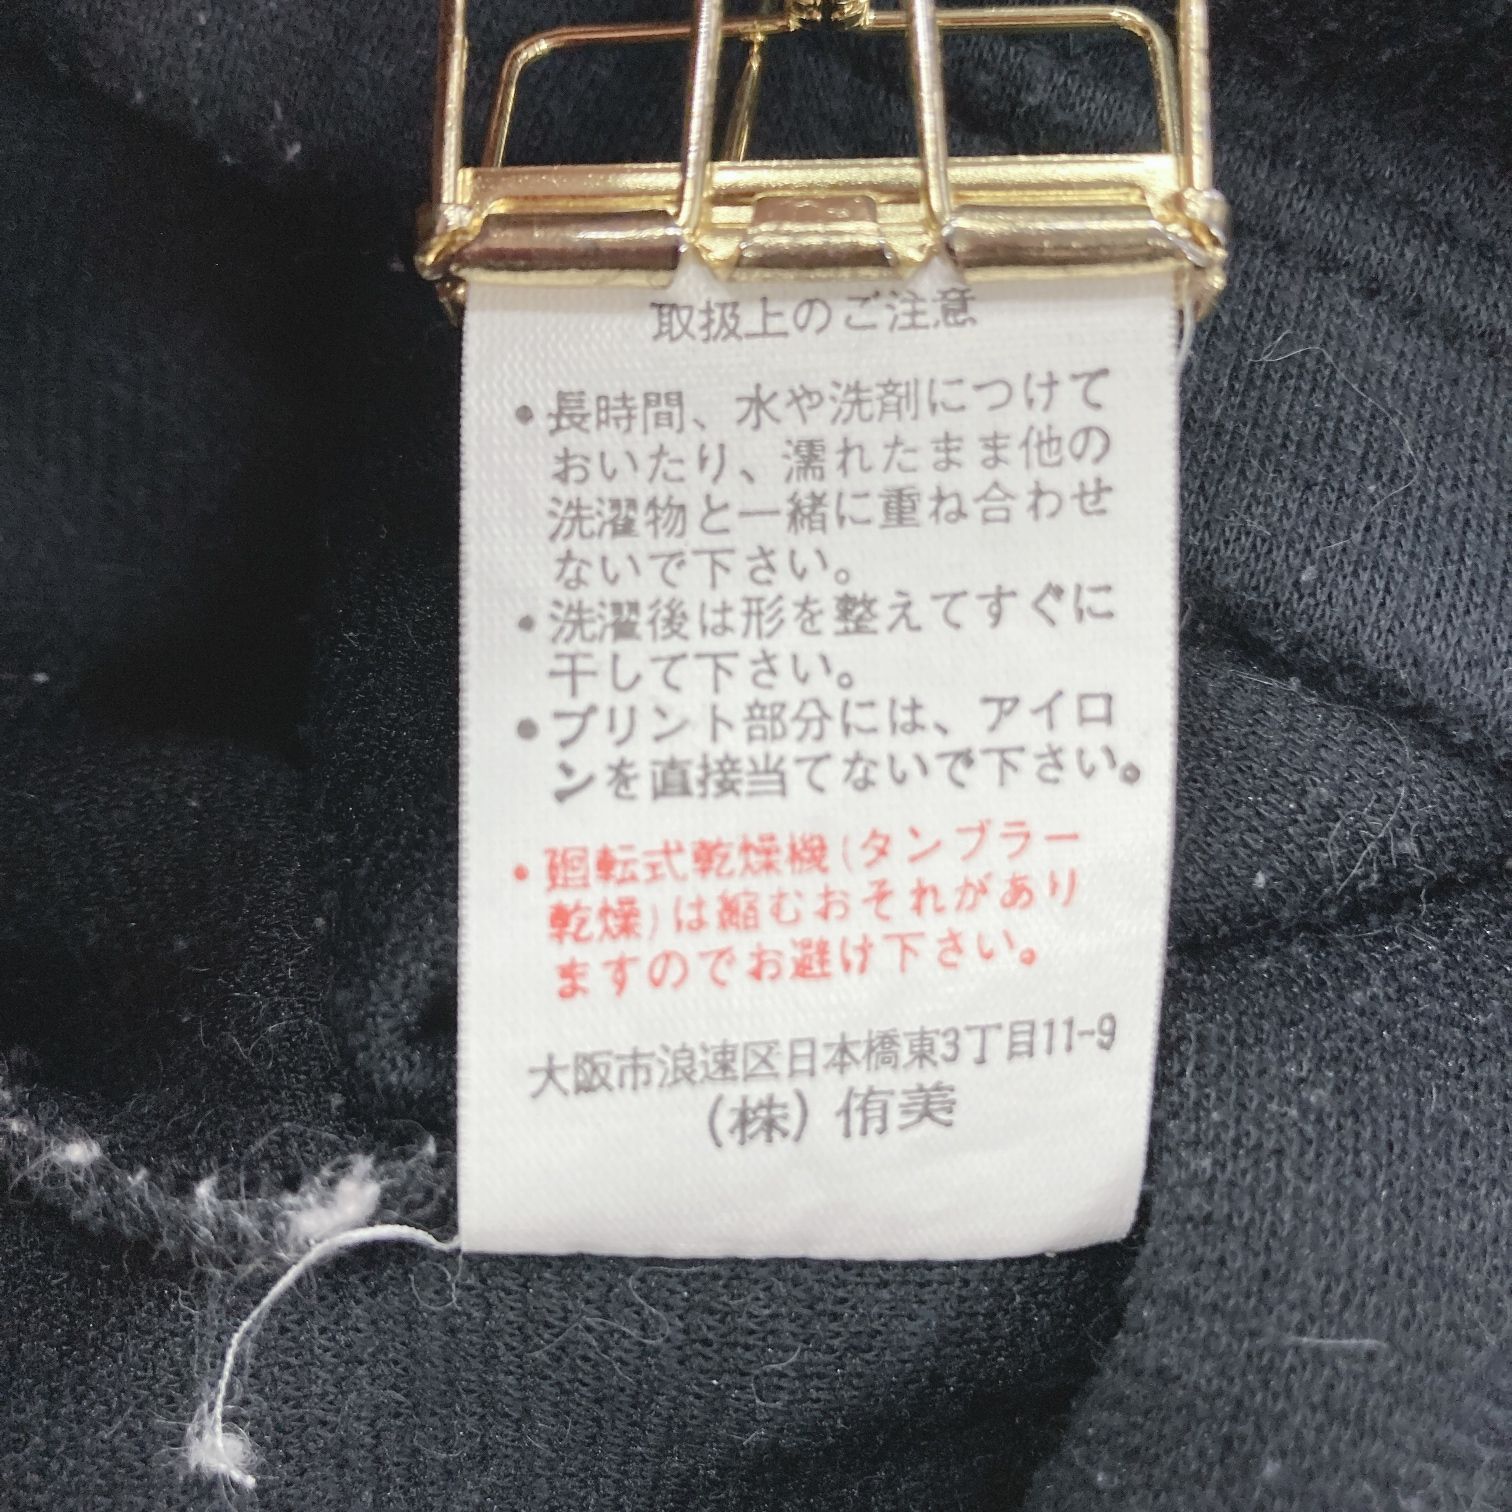 取扱上のご注意
•長時間、水や洗剤につけて
おいたり、濡れたまま他の
洗濯物と一緒に重ね合わせ
ないで下さい。
•洗濯後は形を整えてすぐに
干して下さい。
•プリント部分には、アイロ
ンを直接当てないで下さい。
•廻転式乾燥機(タンブラー
乾燥)は縮むおそれがあり
ますのでお避け下さい。
大阪市浪速区日本橋東3丁目11-9
(株)侑美